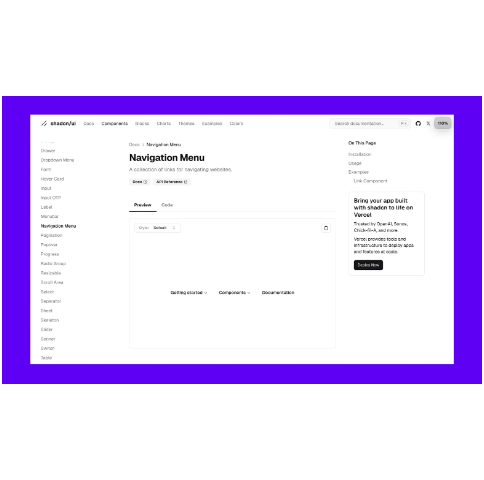 shadcn/ui
Docs
Components
Blocks
Charts
Themes
Examples
Colors
Search documentation...
Drawer
Dropdown Menu
Form
Hover Card
Input
Input OTP
Label
Menubar
Navigation Menu
Pagination
Popover
Progress
Radio Group
Resizable
Scroll Area
Select
Separator
Sheet
Skeleton
Slider
Sonner
Switch
Table
Docs > Navigation Menu
Navigation Menu
A collection of links for navigating websites.
Docs
API Reference
Preview
Code
Style: Default
Getting started
Components
Documentation
On This Page
Installation
Usage
Examples
Link Component
Bring your app built
with shadcn to life on
Vercel
Trusted by OpenAI, Sonos,
Chick-fil-A, and more.
Vercel provides tools and
infrastructure to deploy apps
and features at scale.
Deploy Now